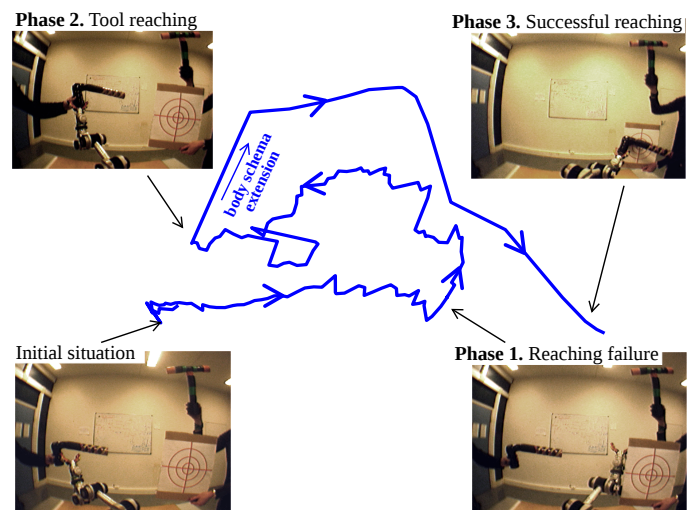 Phase 2. Tool reaching
Phase 3. Successful reaching
body schema
extension
Initial situation
Phase 1. Reaching failure